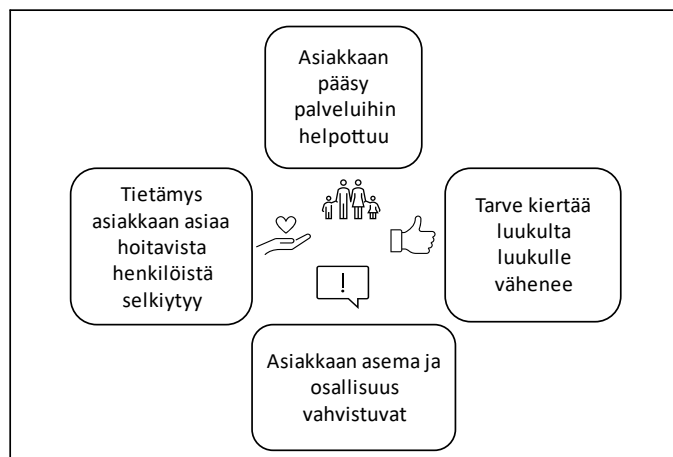 Asiakkaan
pääsy
palveluihin
helpottuu
Tietämys
asiakkaan asiaa
hoitavista
henkilöistä
selkiytyy
Tarve kiertää
luukulta
luukulle
vähenee
!
Asiakkaan asema ja
osallisuus
vahvistuvat